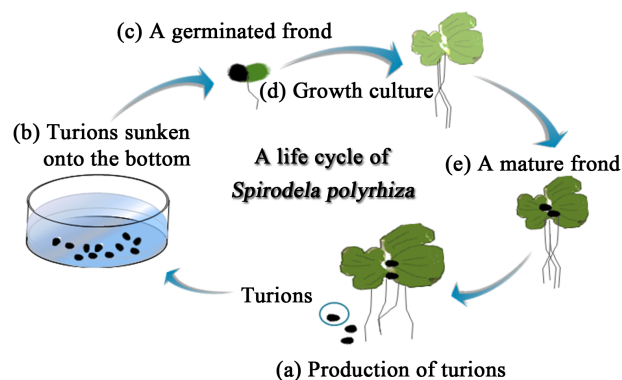 (c) A germinated frond
(d) Growth culture
(b) Turions sunken
onto the bottom
A life cycle of
Spirodela polyrhiza
(e) A mature frond
Turions
(a) Production of turions